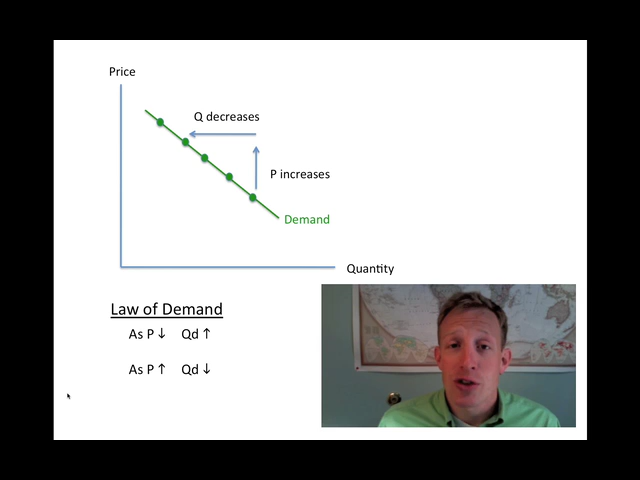 Price
Q decreases
P increases
Demand
Quantity
Law of Demand
As P ↓ Qd ↑
As P ↑ Qd ↓